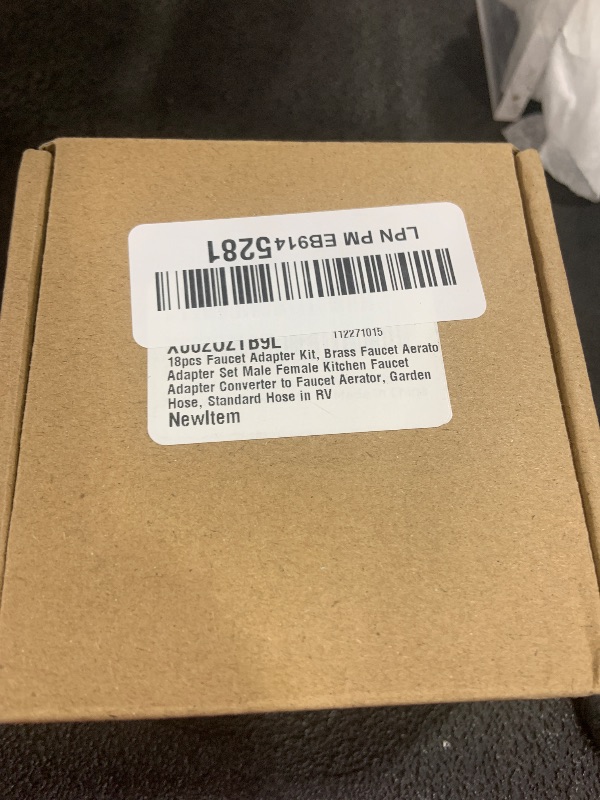 LPN PM EB9145281
112271015
18pcs Faucet Adapter Kit, Brass Faucet Aerato
Adapter Set Male Female Kitchen Faucet
Adapter Converter to Faucet Aerator, Garden
Hose, Standard Hose in RV
NewItem